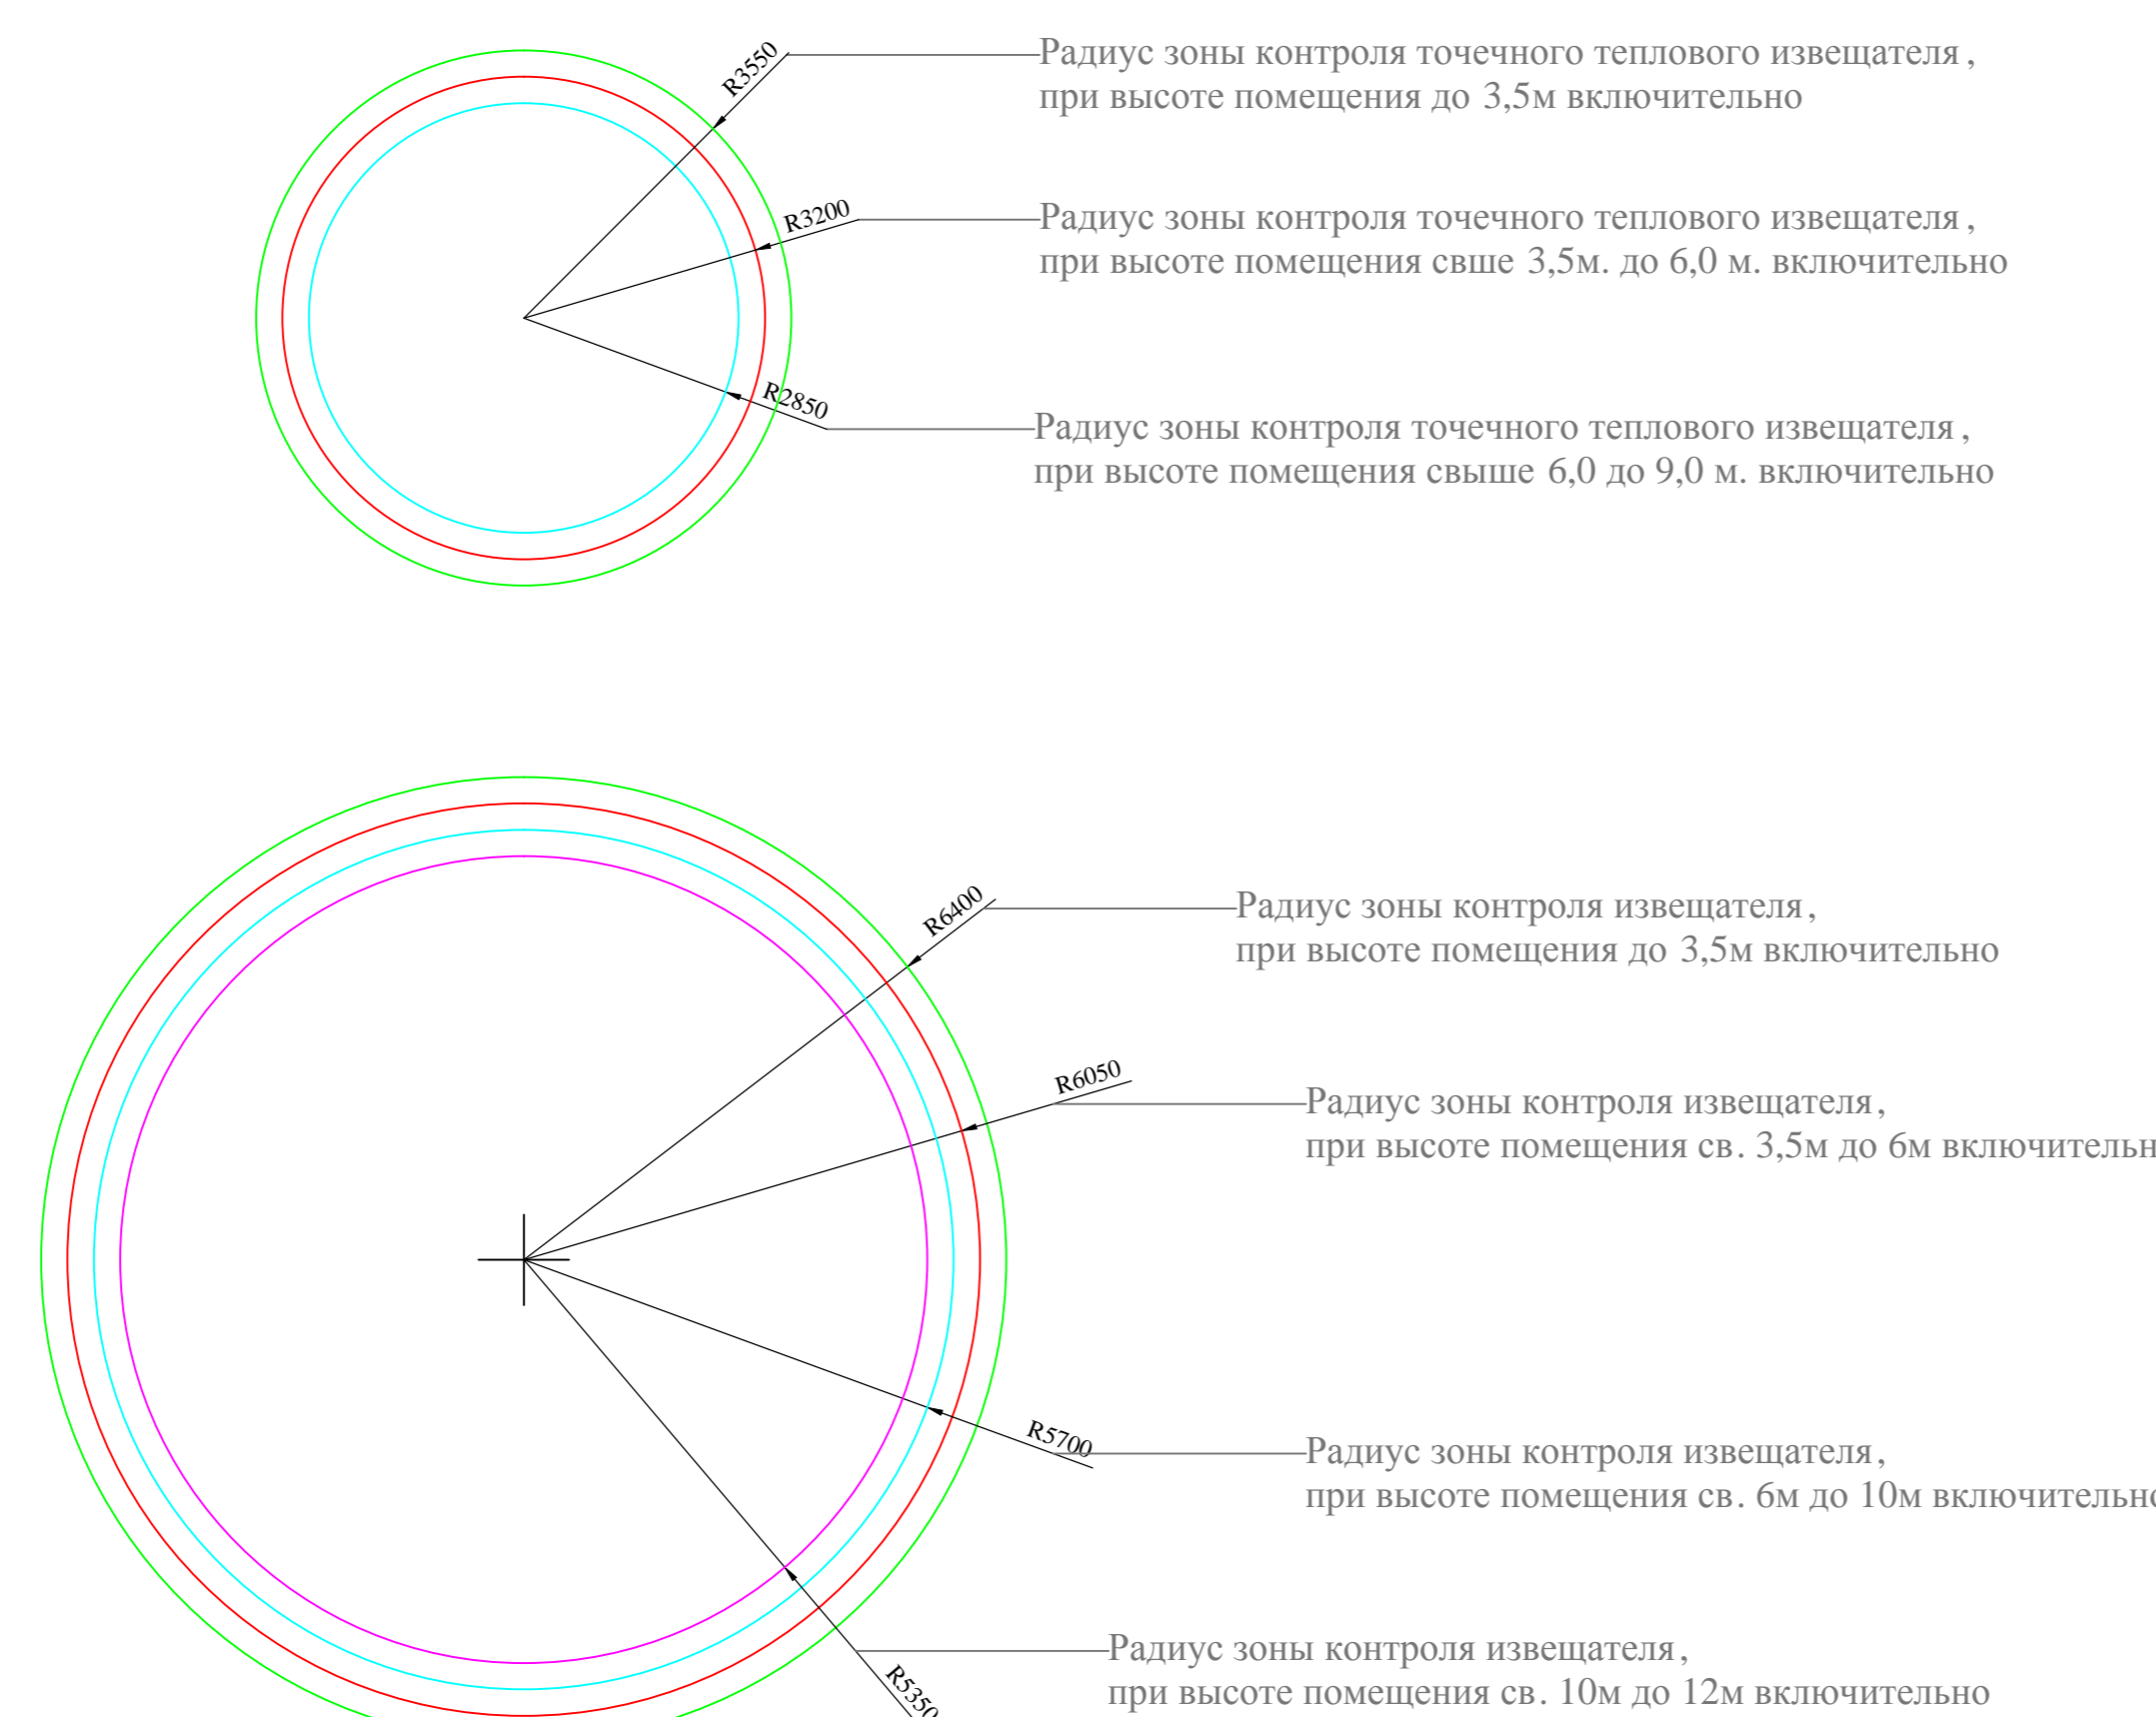 R3550
Радиус зоны контроля точечного теплового извещателя,
при высоте помещения до 3,5м включительно
R3200
Радиус зоны контроля точечного теплового извещателя,
при высоте помещения свше 3,5м. до 6,0 м. включительно
R2850
Радиус зоны контроля точечного теплового извещателя,
при высоте помещения свыше 6,0 до 9,0 м. включительно
R6400
Радиус зоны контроля извещателя,
при высоте помещения до 3,5м включительно
R6050
Радиус зоны контроля извещателя,
при высоте помещения св. 3,5м до 6м включительн
R5700
Радиус зоны контроля извещателя,
при высоте помещения св. 6м до 10м включительно
Радиус зоны контроля извещателя,
R5350
при высоте помещения св. 10м до 12м включительно